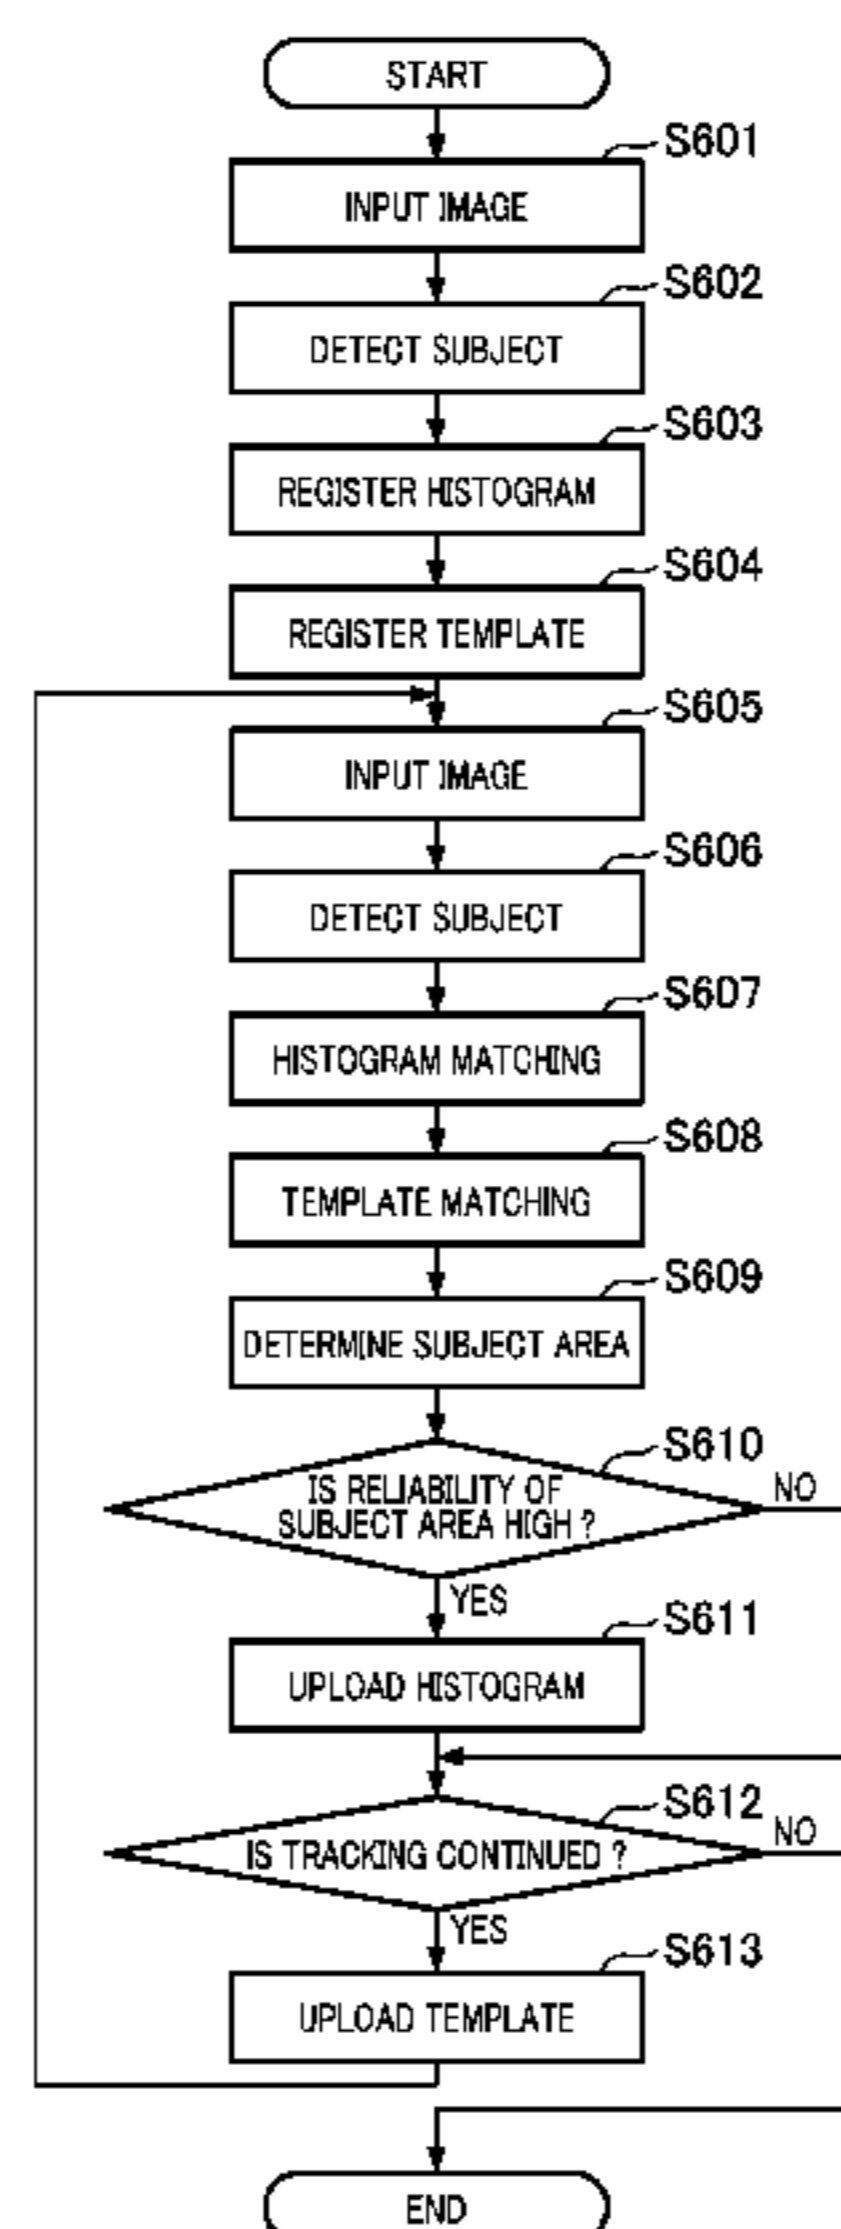 START
S601
INPUT IMAGE
S602
DETECT SUBJECT
S603
REGISTER HISTOGRAM
S604
REGISTER TEMPLATE
S605
INPUT IMAGE
S606
DETECT SUBJECT
S607
HISTOGRAM MATCHING
S608
TEMPLATE MATCHING
S609
DETERMINE SUBJECT AREA
S610
IS RELIABILITY OF
SUBJECT AREA HIGH ?
NO
YES
S611
UPLOAD HISTOGRAM
S612
IS TRACKING CONTINUED ?
NO
YES
S613
UPLOAD TEMPLATE
END